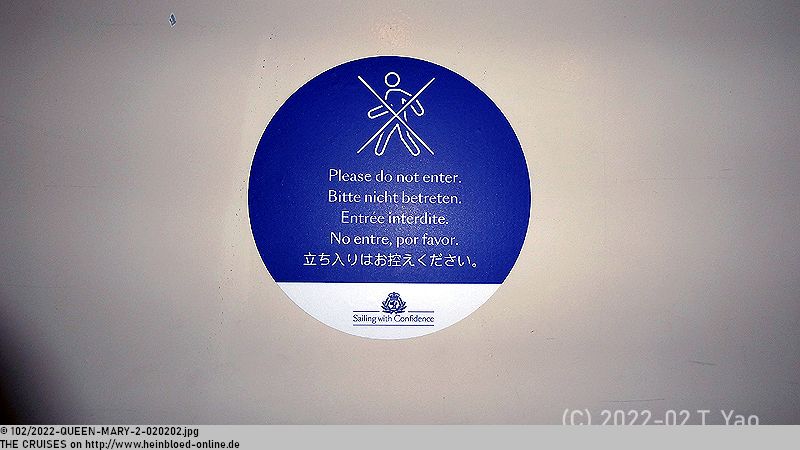 Please do not enter.
Bitte nicht betreten.
Entrée interdite.
No entre, por favor.
立ち入りはお控えください。
Sailing with Confidence
(C) 2022-02 T. Yao
© 102/2022-QUEEN-MARY-2-020202.jpg
THE CRUISES on http://www.heinbloed-online.de